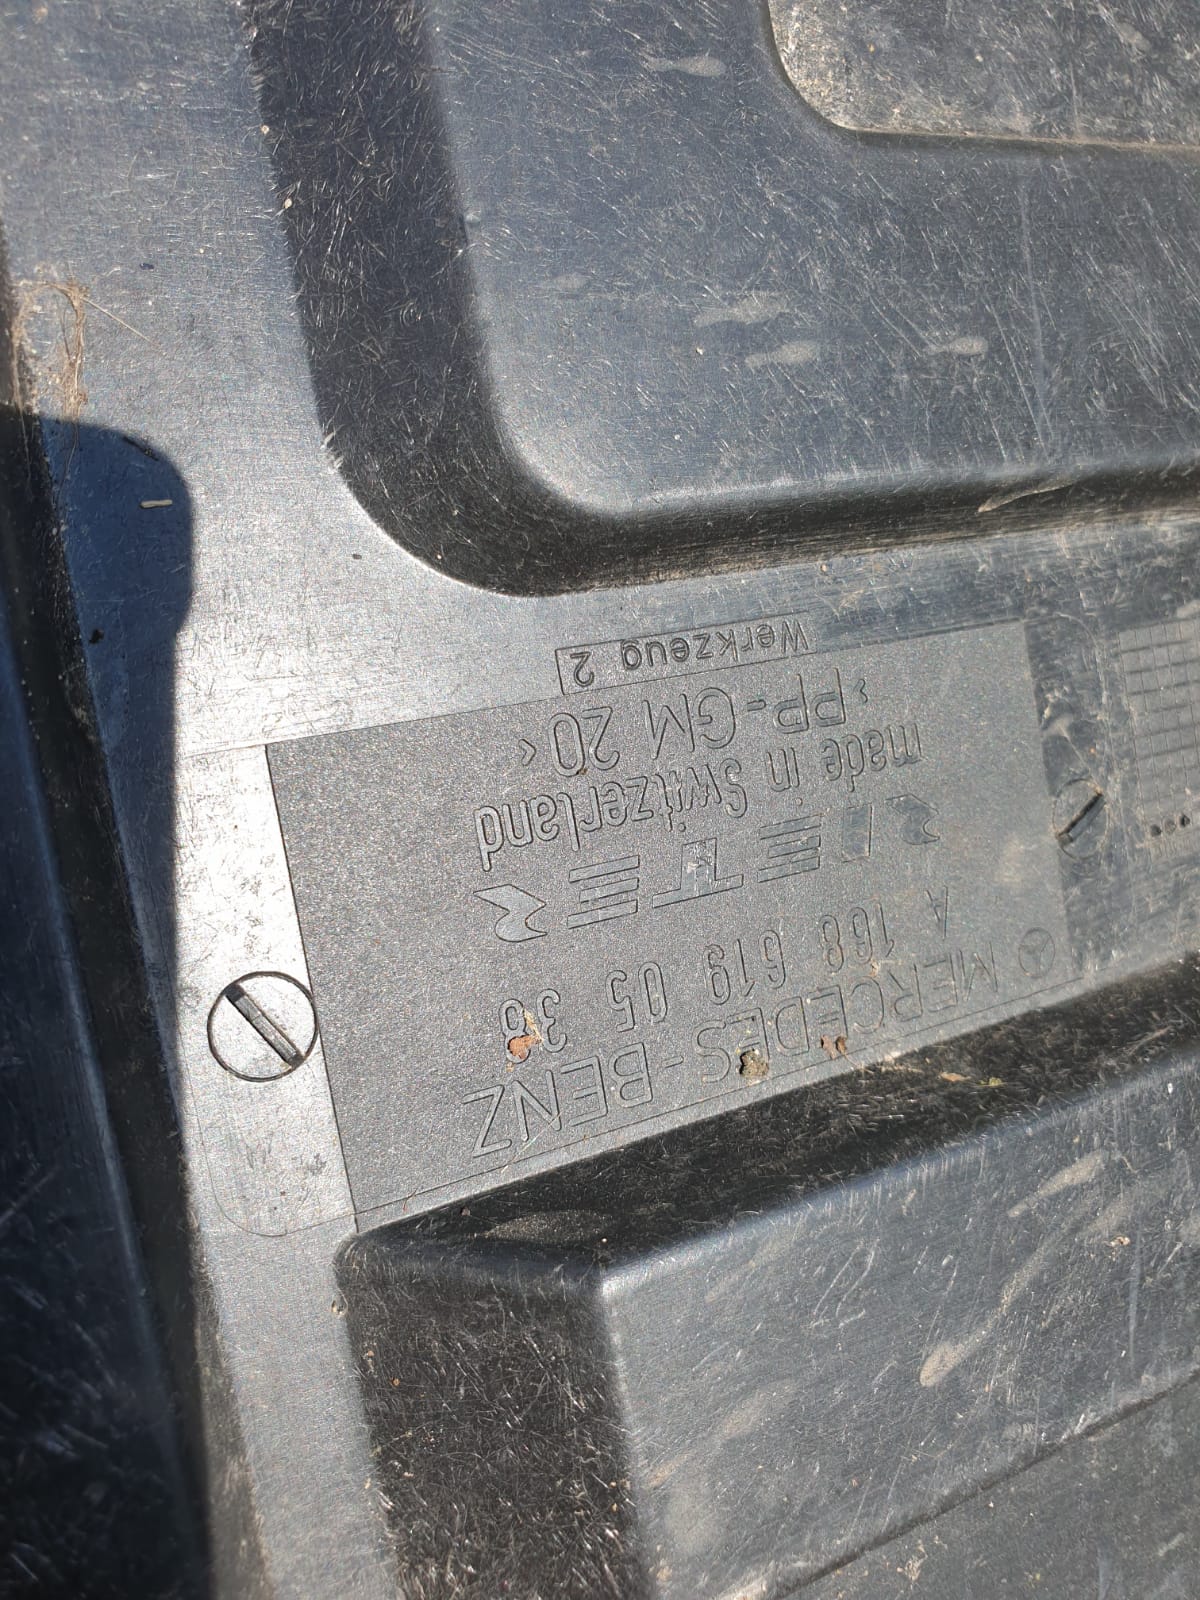 MERCEDES-BENZ
A 168 619 05 38
RIETER
made in Switzerland
>PP-GM 20<
Werkzeug 2